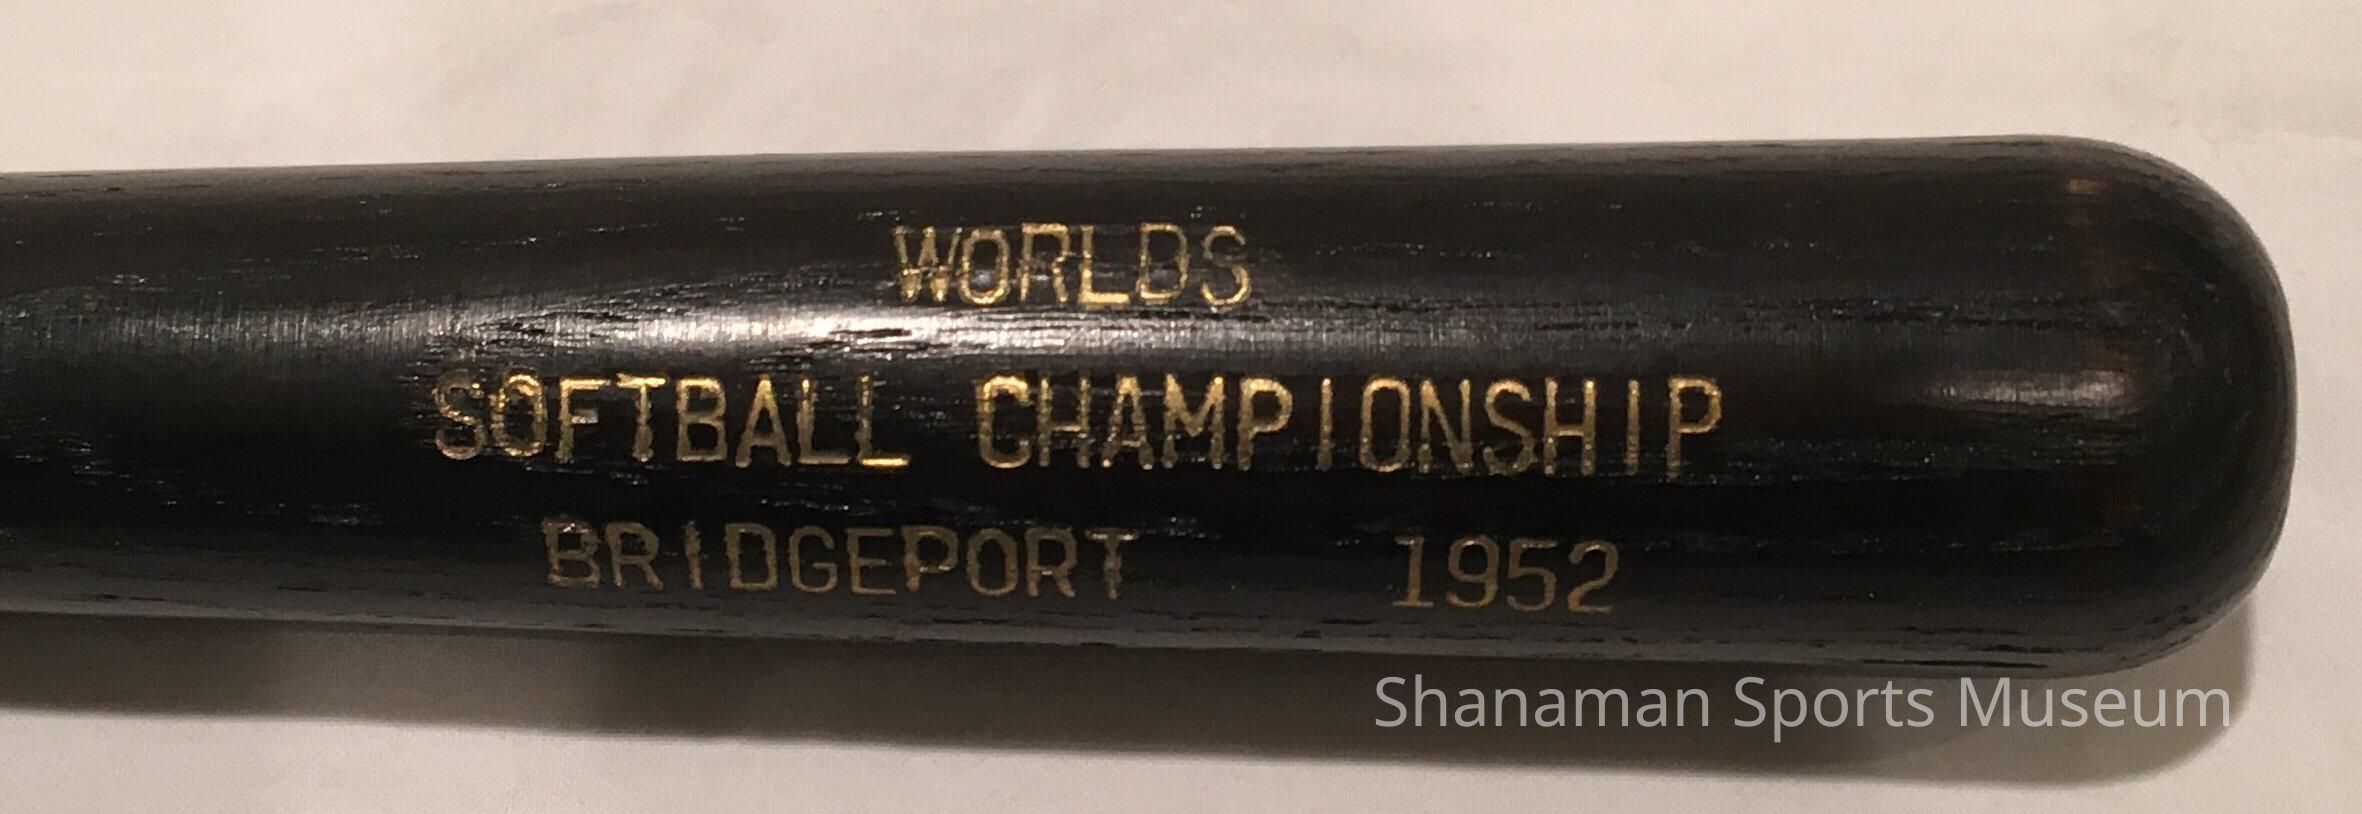 WORLDS
SOFTBALL CHAMPIONSHIP
BRIDGEPORT 1952
Shanaman Sports Museum